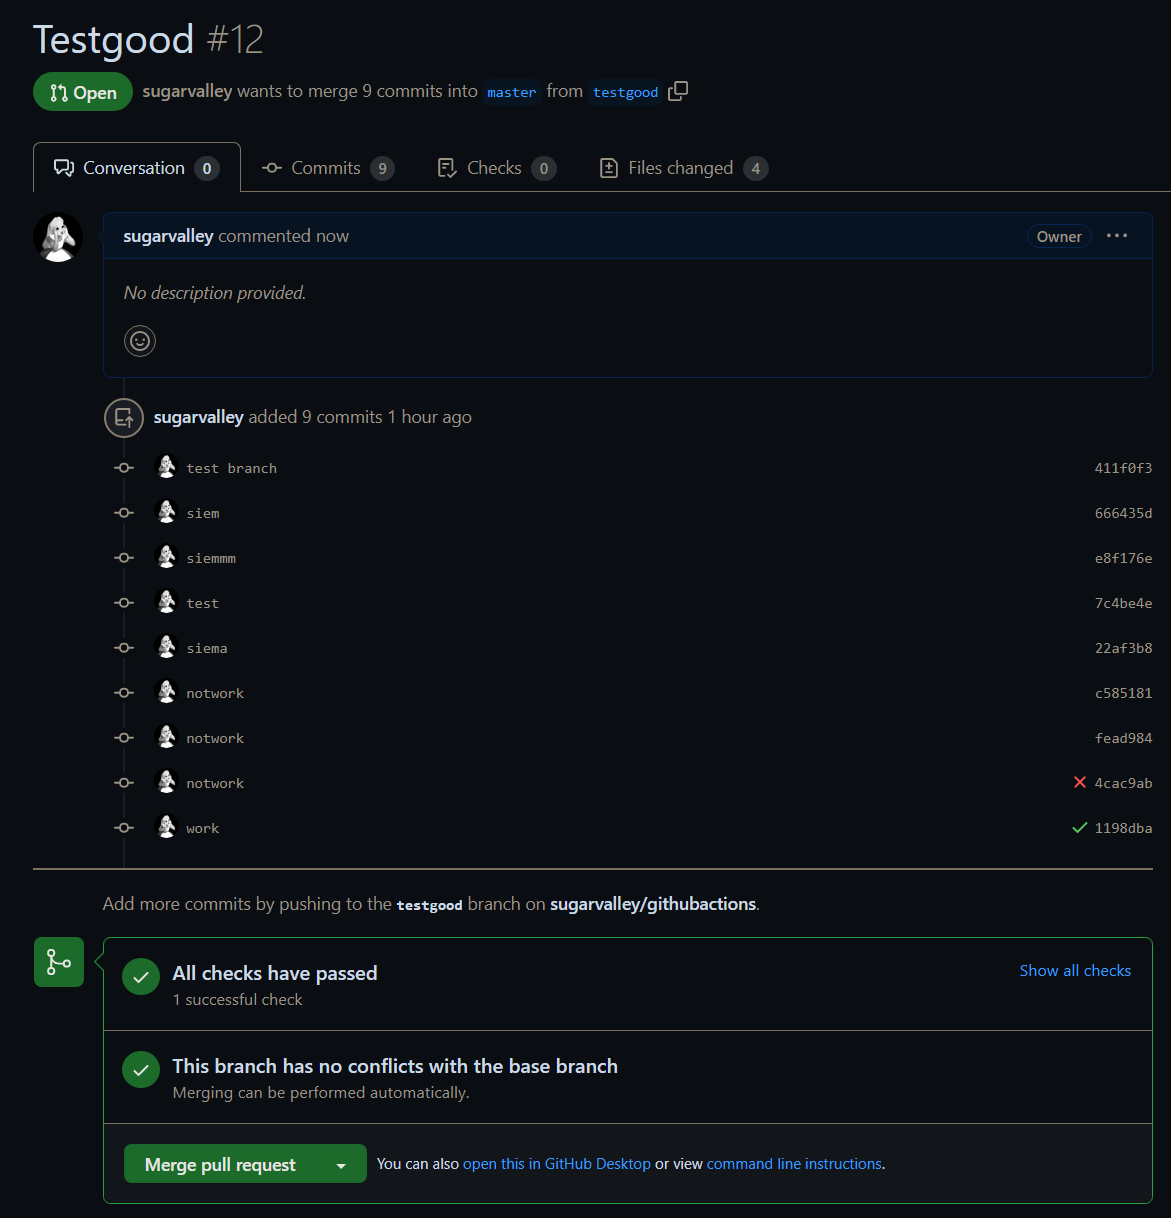 Testgood #12
Open sugarvalley wants to merge 9 commits into master from testgood
Conversation 0 Commits 9 Checks 0 Files changed 4
sugarvalley commented now Owner
No description provided.
sugarvalley added 9 commits 1 hour ago
test branch 411f0f3
siem 666435d
siemmm e8f176e
test 7c4be4e
siema 22af3b8
notwork c585181
notwork fead984
notwork 4cac9ab
work 1198dba
Add more commits by pushing to the testgood branch on sugarvalley/githubactions.
All checks have passed Show all checks
1 successful check
This branch has no conflicts with the base branch
Merging can be performed automatically.
Merge pull request You can also open this in GitHub Desktop or view command line instructions.